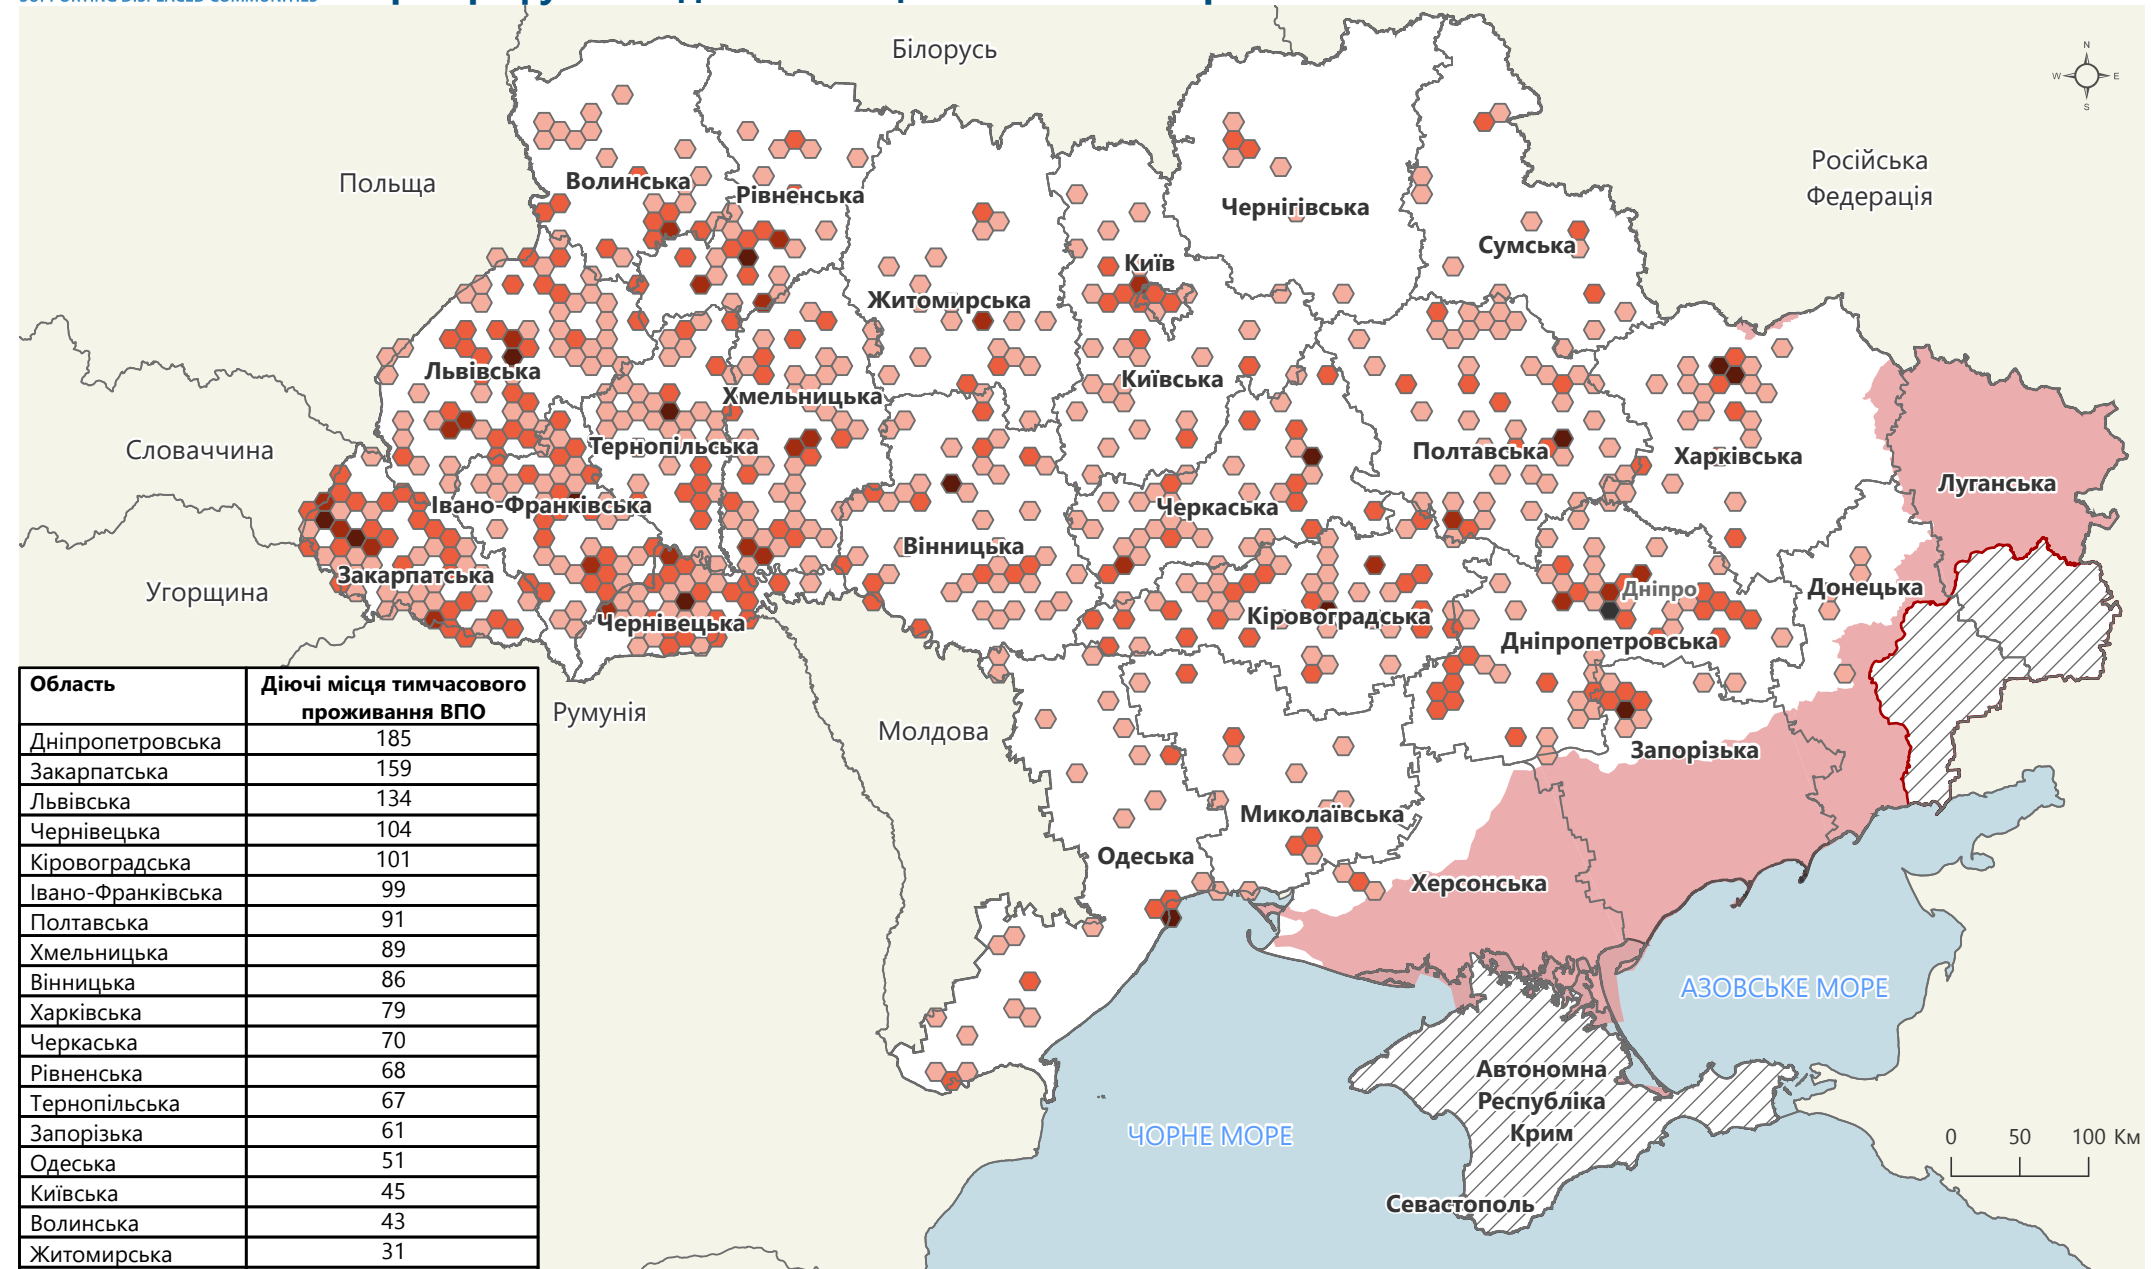 SUPPORTING DISPLACED COMMUNITIES
Білорусь
N
W
E
S
Польща
Російська
Федерація
Волинська
Рівненська
Чернігівська
Сумська
Київ
Житомирська
Львівська
Київська
Хмельницька
Словаччина
Тернопільська
Полтавська
Харківська
Луганська
Івано-Франківська
Черкаська
Вінницька
Закарпатська
Угорщина
Дніпро
Донецька
Чернівецька
Кіровоградська
Дніпропетровська
Румунія
Молдова
Запорізька
Миколаївська
Одеська
Херсонська
АЗОВСЬКЕ МОРЕ
Автономна
Республіка
Крим
ЧОРНЕ МОРЕ
0 50 100 Км
Севастополь
Область Діючі місця тимчасового
проживання ВПО
Дніпропетровська 185
Закарпатська 159
Львівська 134
Чернівецька 104
Кіровоградська 101
Івано-Франківська 99
Полтавська 91
Хмельницька 89
Вінницька 86
Харківська 79
Черкаська 70
Рівненська 68
Тернопільська 67
Запорізька 61
Одеська 51
Київська 45
Волинська 43
Житомирська 31